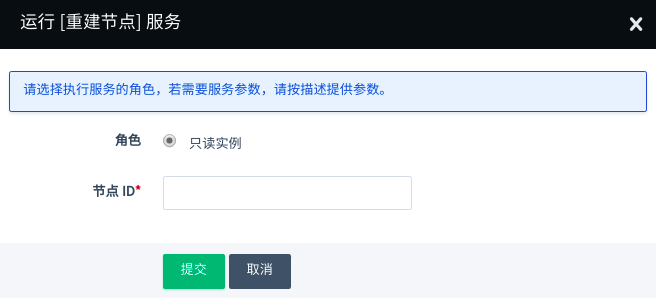 运行 [重建节点] 服务
请选择执行服务的角色，若需要服务参数，请按描述提供参数。
角色
只读实例
节点 ID*
提交 取消